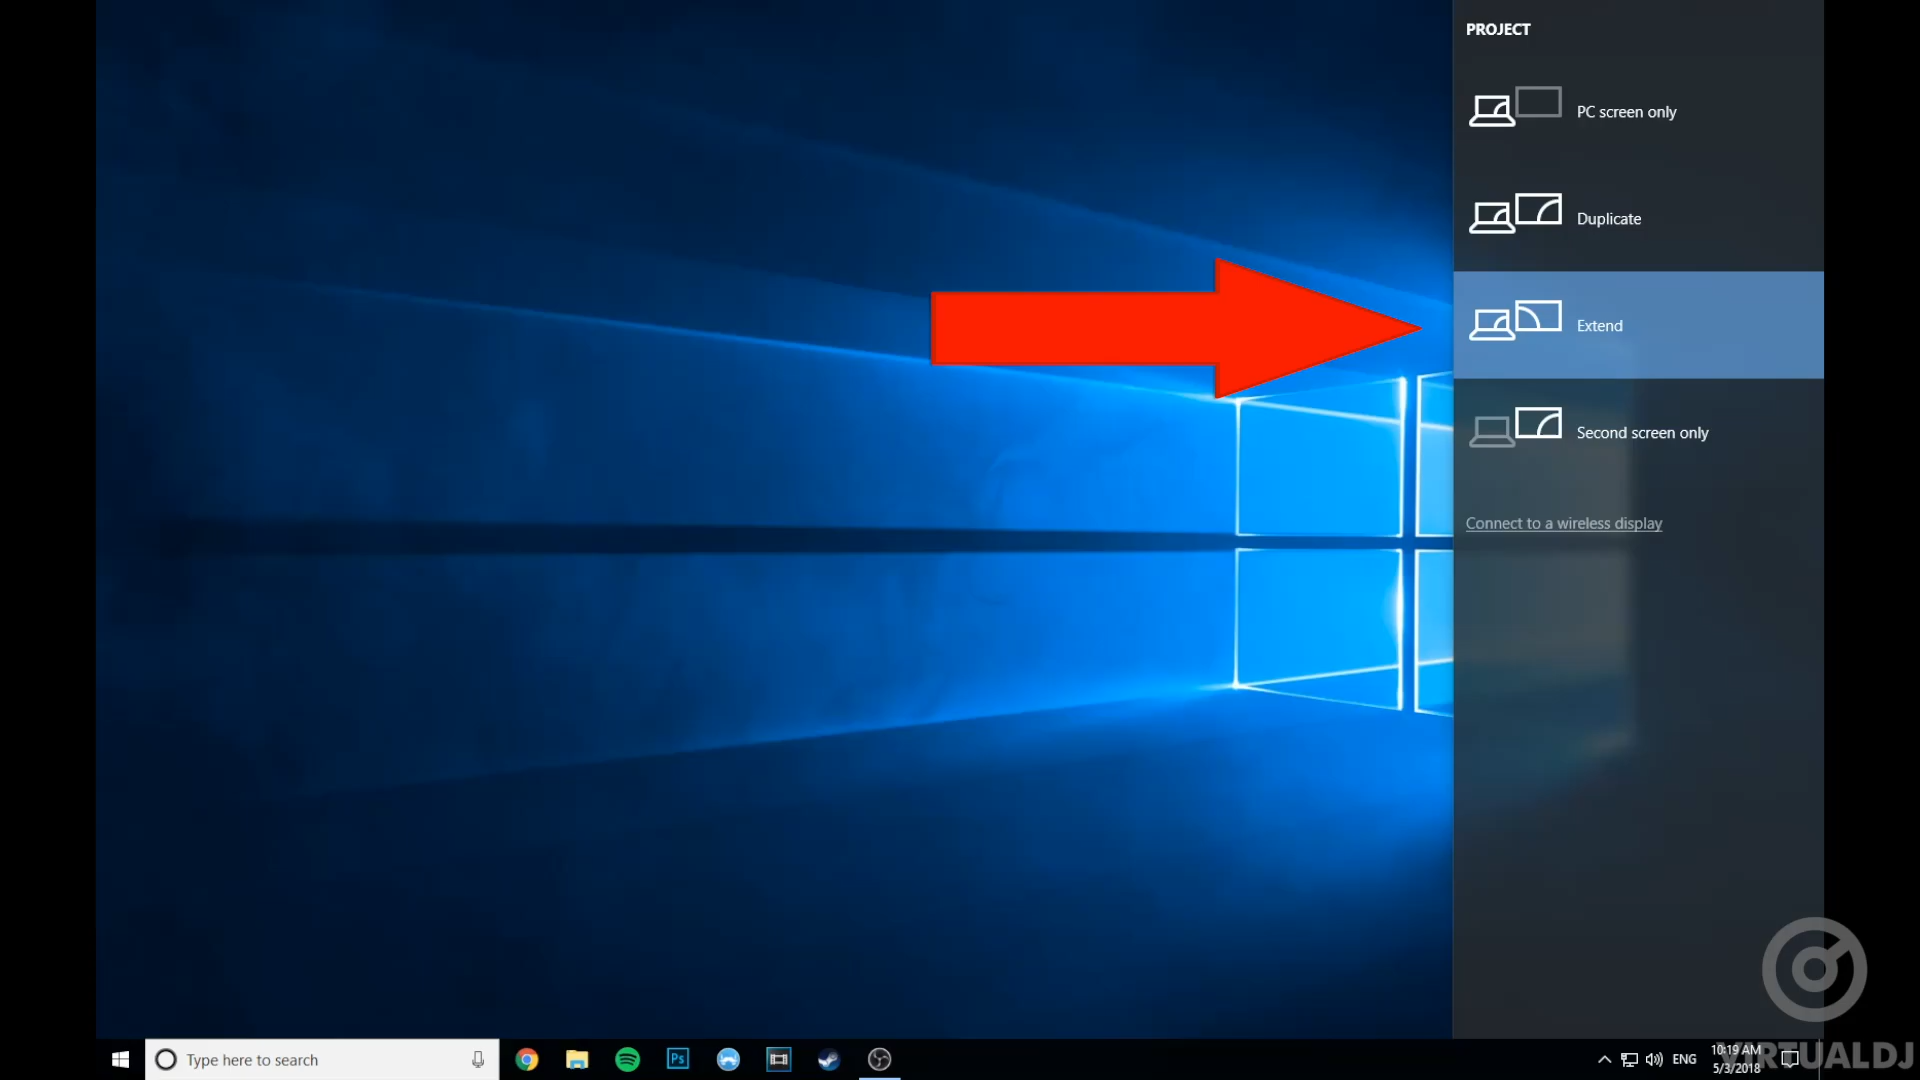 PROJECT
PC screen only
Duplicate
Extend
Second screen only
Connect to a wireless display
Type here to search
Ps
ENG
10:19 AM
5/3/2018
VIRTUALDJ